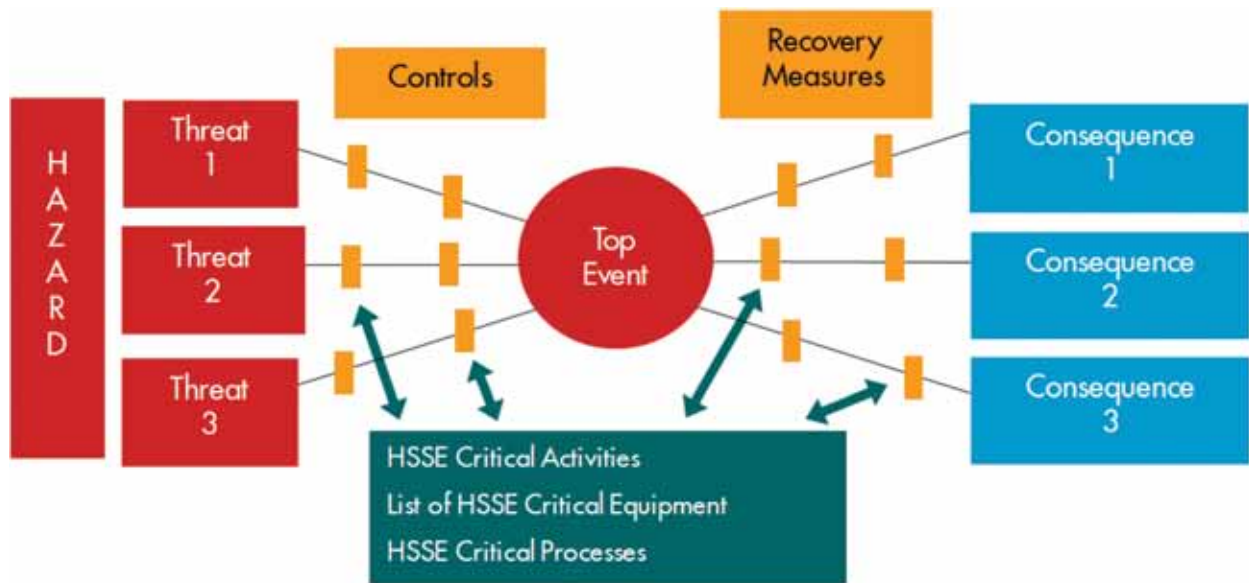 Controls
Recovery
Measures
H
A
Z
A
R
D
Threat
1
Threat
2
Threat
3
Top
Event
Consequence
1
Consequence
2
Consequence
3
HSSE Critical Activities
List of HSSE Critical Equipment
HSSE Critical Processes